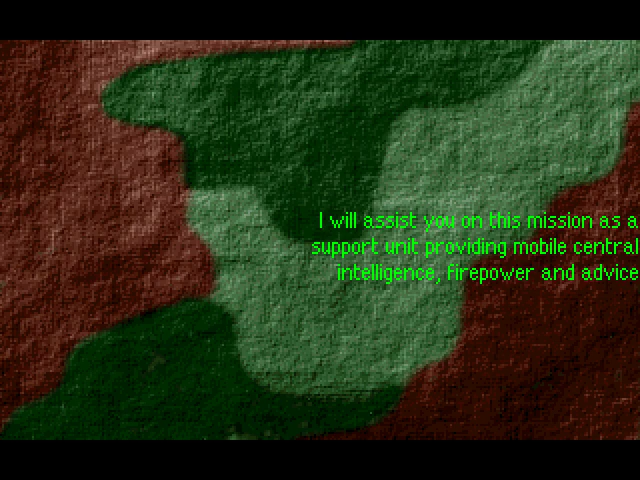 I will assist you on this mission as a
support unit providing mobile central
intelligence, firepower and advice